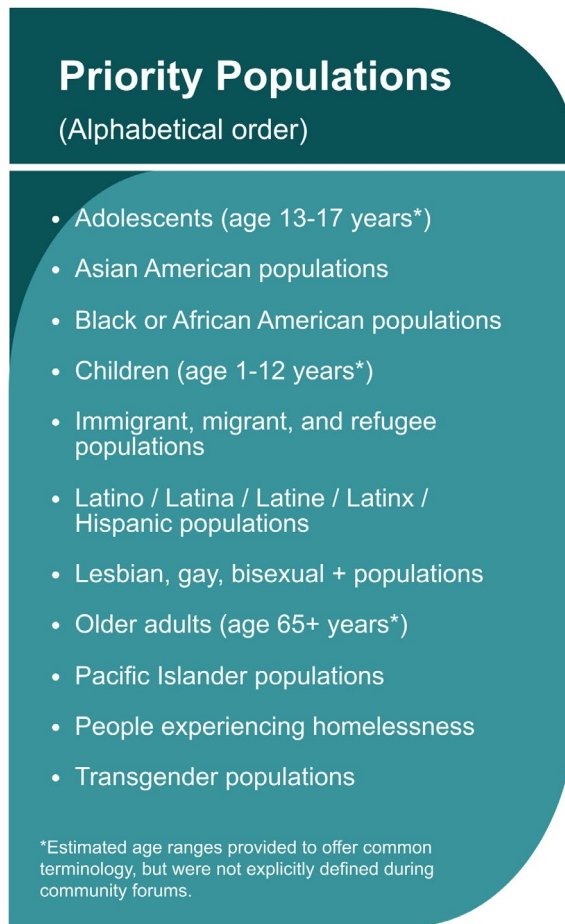 Priority Populations
(Alphabetical order)
• Adolescents (age 13-17 years*)
• Asian American populations
• Black or African American populations
• Children (age 1-12 years*)
• Immigrant, migrant, and refugee
populations
• Latino / Latina / Latine / Latinx /
Hispanic populations
• Lesbian, gay, bisexual + populations
• Older adults (age 65+ years*)
• Pacific Islander populations
• People experiencing homelessness
• Transgender populations
*Estimated age ranges provided to offer common
terminology, but were not explicitly defined during
community forums.